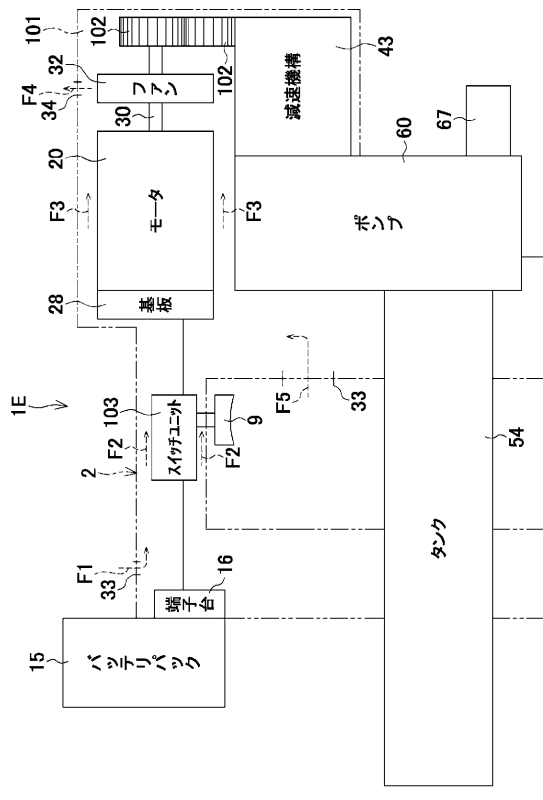 1E
2
101
102
32
F4
34
ファン
30
102
減速機構
43
20
F3
モータ
F3
28
基板
60
67
ポンプ
103
F2
スイッチユニット
F2
9
F5
33
F1
33
16
端子台
15
バッテリパック
タンク
54